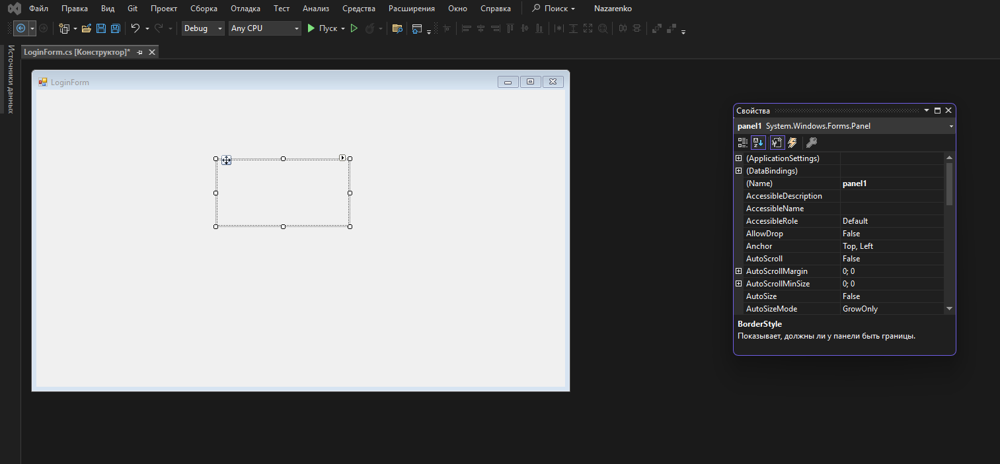 Файл Правка Вид Git Проект Сборка Отладка Тест Анализ Средства Расширения Окно Справка Поиск Nazarenko
Debug Any CPU Пуск
Источники данных
LoginForm.cs [Конструктор]*
LoginForm
Свойства
panel1 System.Windows.Forms.Panel
(ApplicationSettings)
(DataBindings)
(Name) panel1
AccessibleDescription
AccessibleName
AccessibleRole Default
AllowDrop False
Anchor Top, Left
AutoScroll False
AutoScrollMargin 0; 0
AutoScrollMinSize 0; 0
AutoSize False
AutoSizeMode GrowOnly
BorderStyle
Показывает, должны ли у панели быть границы.